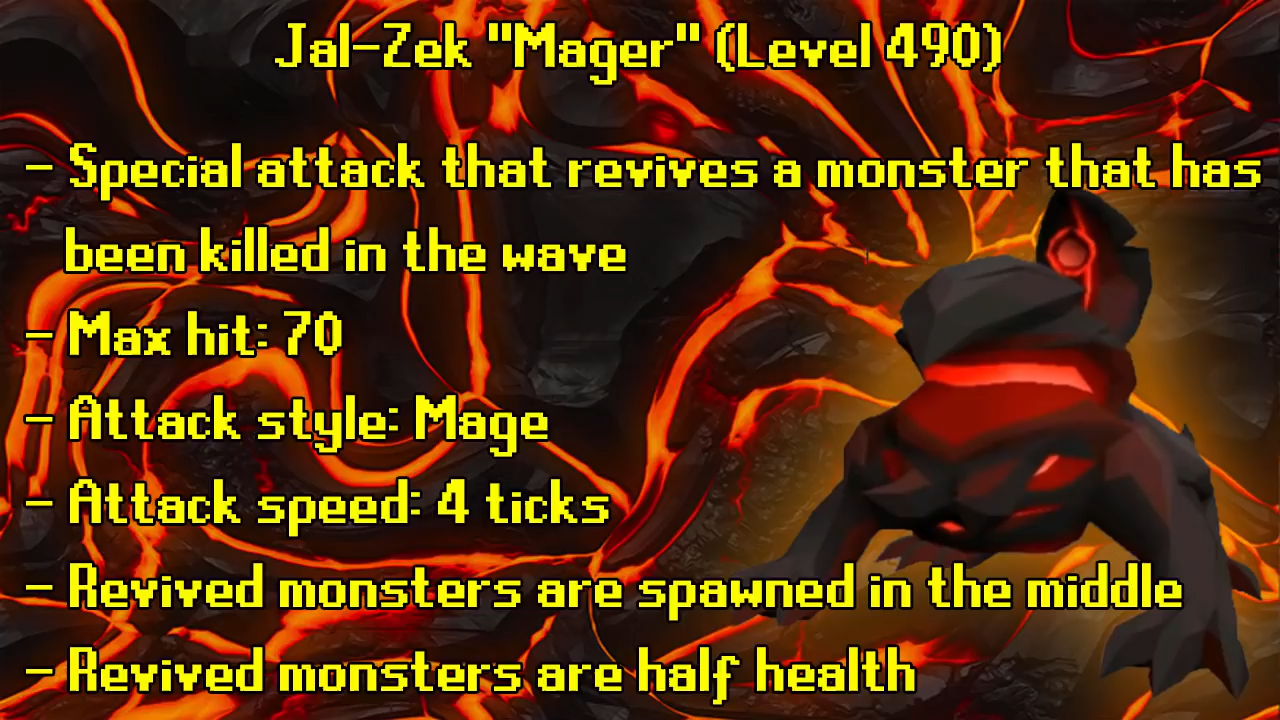 Jal-Zek "Mager" (Level 490)
- Special attack that revives a monster that has
been killed in the wave
- Max hit: 70
- Attack style: Mage
- Attack speed: 4 ticks
- Revived monsters are spawned in the middle
- Revived monsters are half health